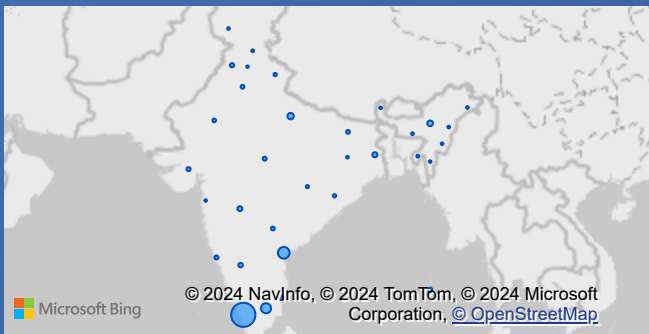 Microsoft Bing
© 2024 NavInfo, © 2024 TomTom, © 2024 Microsoft
Corporation, © OpenStreetMap